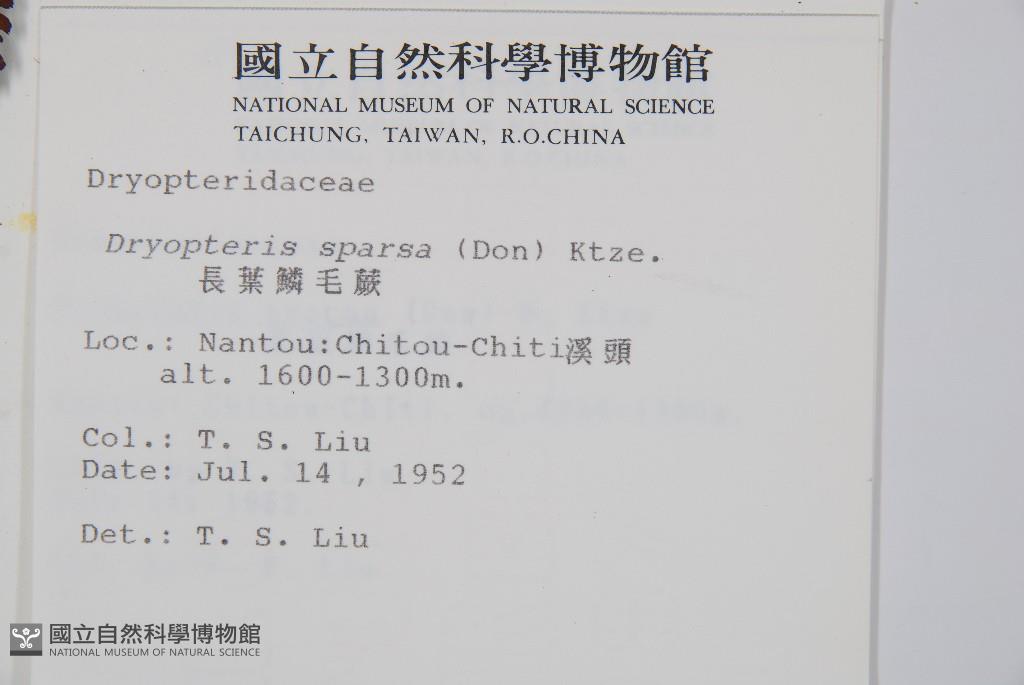 國立自然科學博物館
NATIONAL MUSEUM OF NATURAL SCIENCE
TAICHUNG, TAIWAN, R.O.CHINA
Dryopteridaceae
Dryopteris sparsa (Don) Ktze.
長葉鱗毛蕨
Loc.: Nantou:Chitou-Chiti溪頭
alt. 1600-1300m.
Col.: T. S. Liu
Date: Jul. 14 , 1952
Det.: T. S. Liu
國立自然科學博物館
NATIONAL MUSEUM OF NATURAL SCIENCE